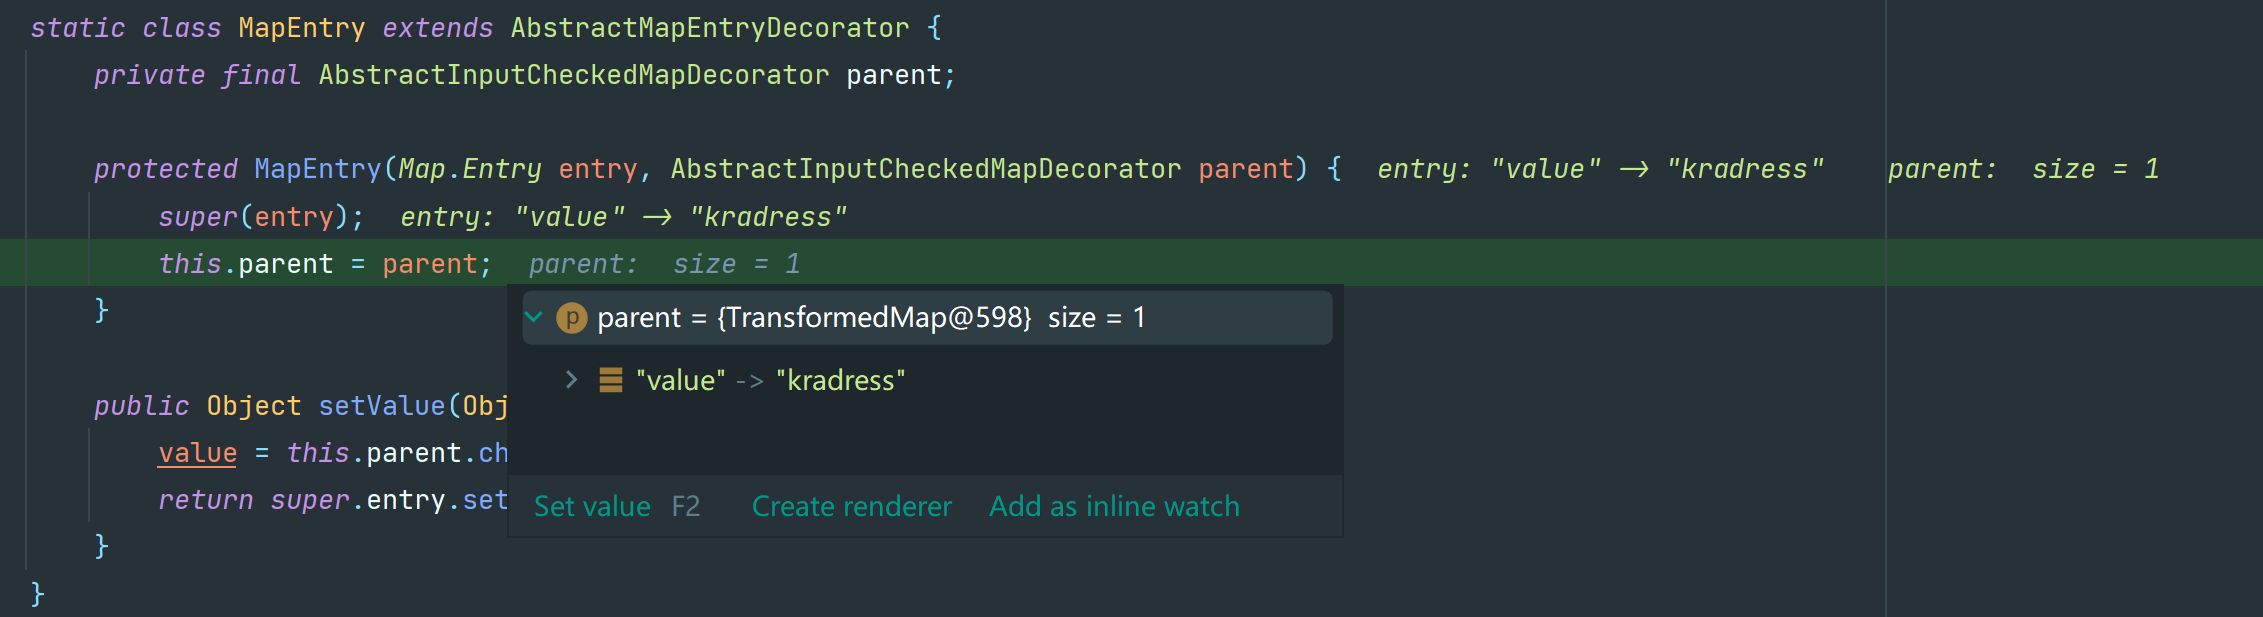 static class MapEntry extends AbstractMapEntryDecorator {
private final AbstractInputCheckedMapDecorator parent;
protected MapEntry(Map.Entry entry, AbstractInputCheckedMapDecorator parent) { entry: "value" -> "kradress" parent: size = 1
super(entry); entry: "value" -> "kradress"
this.parent = parent; parent: size = 1
}
p parent = {TransformedMap@598} size = 1
"value" -> "kradress"
public Object setValue(Obj
value = this.parent.ch
return super.entry.set
Set value F2 Create renderer Add as inline watch
}
}